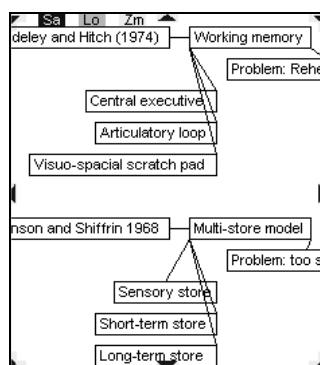 Sa Lo Zm
deley and Hitch (1974) Working memory
Problem: Rehe
Central executive
Articulatory loop
Visuo-spacial scratch pad
nson and Shiffrin 1968 Multi-store model
Problem: too s
Sensory store
Short-term store
Long-term store